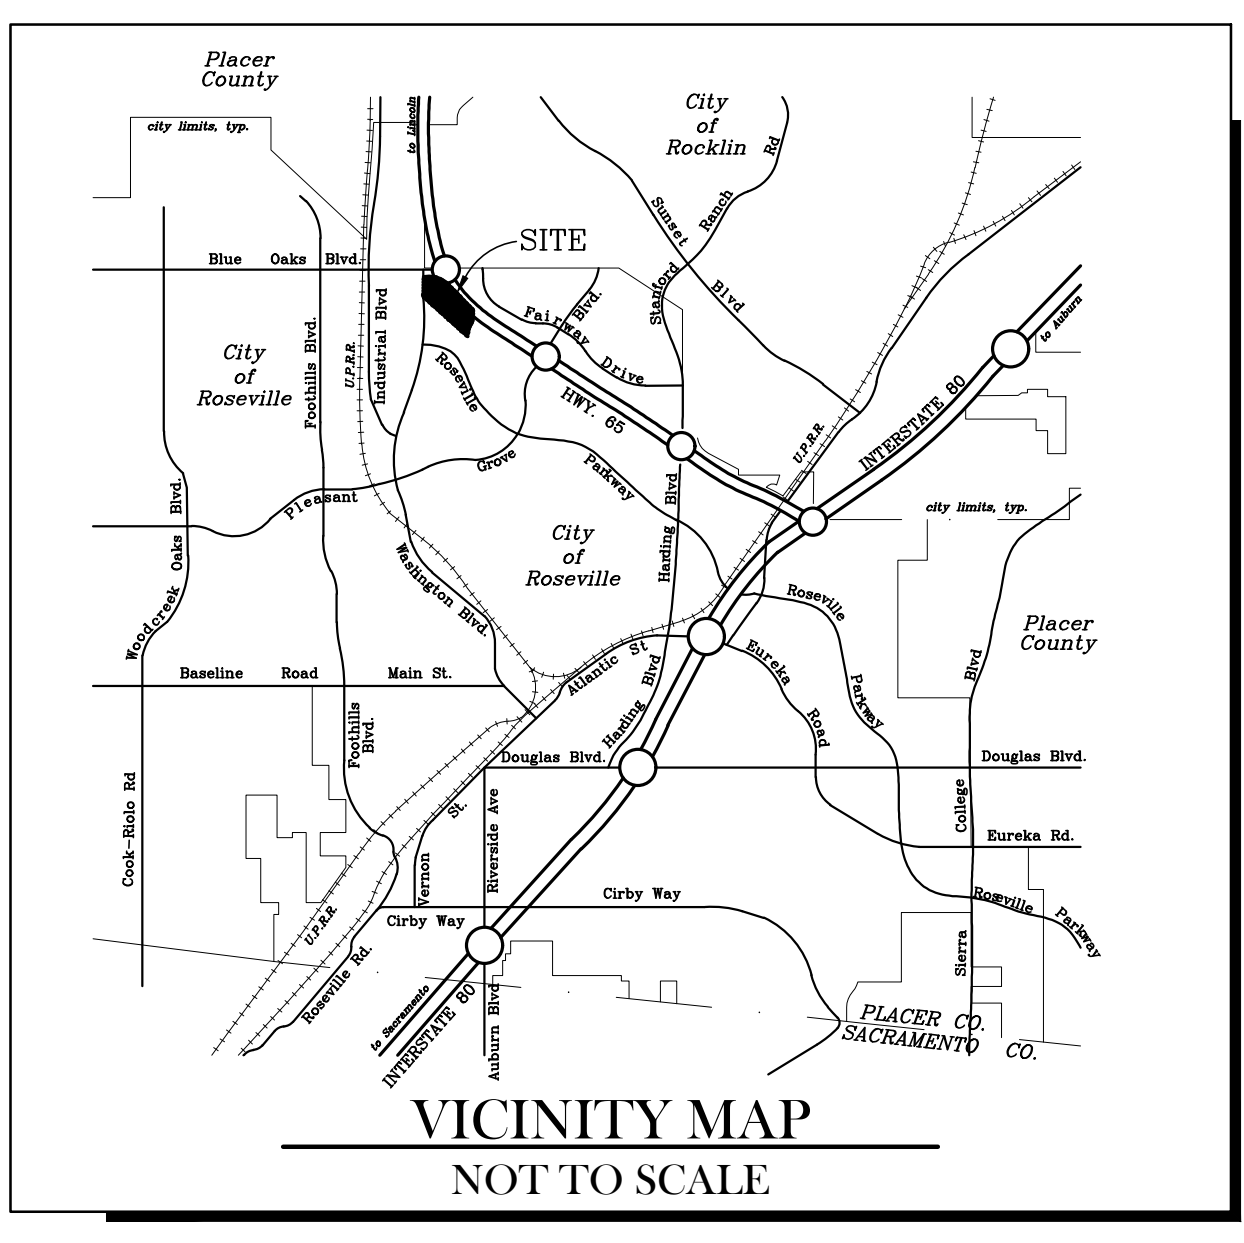 Placer
County
city limits, typ.
to Lincoln
City
of
Rocklin
Ranch Rd
Sunset
Blvd
Stanford
SITE
Blue Oaks Blvd.
Fairway
Drive
Blvd.
Industrial Blvd
U.P.R.R.
Foothills Blvd.
City
of
Roseville
Roseville
Parkway
HWY. 65
INTERSTATE 80
to Auburn
U.P.R.R.
Pleasant
Grove
Harding Blvd
city limits, typ.
Woodcreek Oaks Blvd.
City
of
Roseville
Washington Blvd.
Roseville
Parkway
Placer
County
Baseline Road
Main St.
Atlantic St
Eureka
Road
Harding Blvd
Foothills
Blvd.
Douglas Blvd.
Douglas Blvd.
Cook-Riolo Rd
Vernon
St.
Riverside Ave
Sierra College Blvd
Eureka Rd.
Roseville
Parkway
Cirby Way
Cirby Way
U.P.R.R.
Roseville Rd.
to Sacramento
INTERSTATE 80
Auburn Blvd
PLACER CO.
SACRAMENTO CO.
VICINITY MAP
NOT TO SCALE